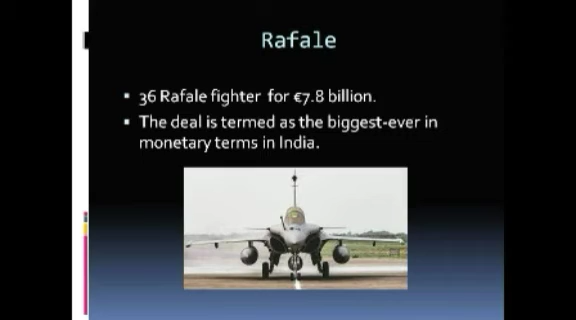 Rafale
36 Rafale fighter for €7.8 billion.
The deal is termed as the biggest-ever in
monetary terms in India.